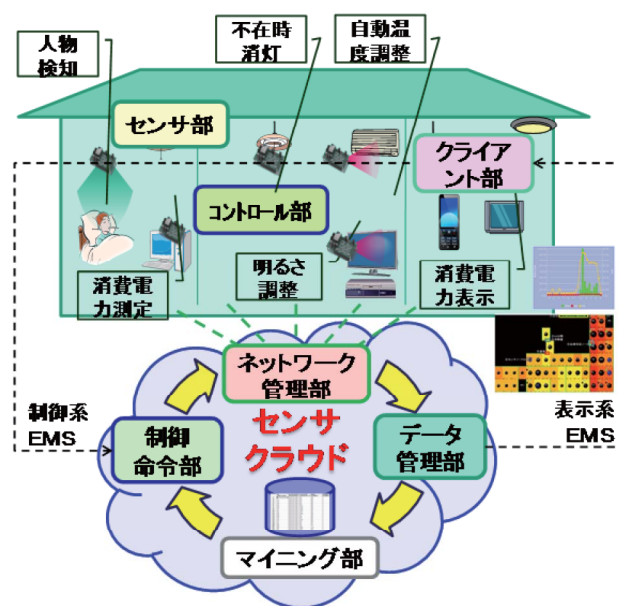 人物
検知
不在時
消灯
自動温
度調整
センサ部
クライア
ント部
コントロール部
消費電
力測定
明るさ
調整
消費電
力表示
ネットワーク
管理部
制御系
EMS
制御
命令部
センサ
クラウド
データ
管理部
表示系
EMS
マイニング部